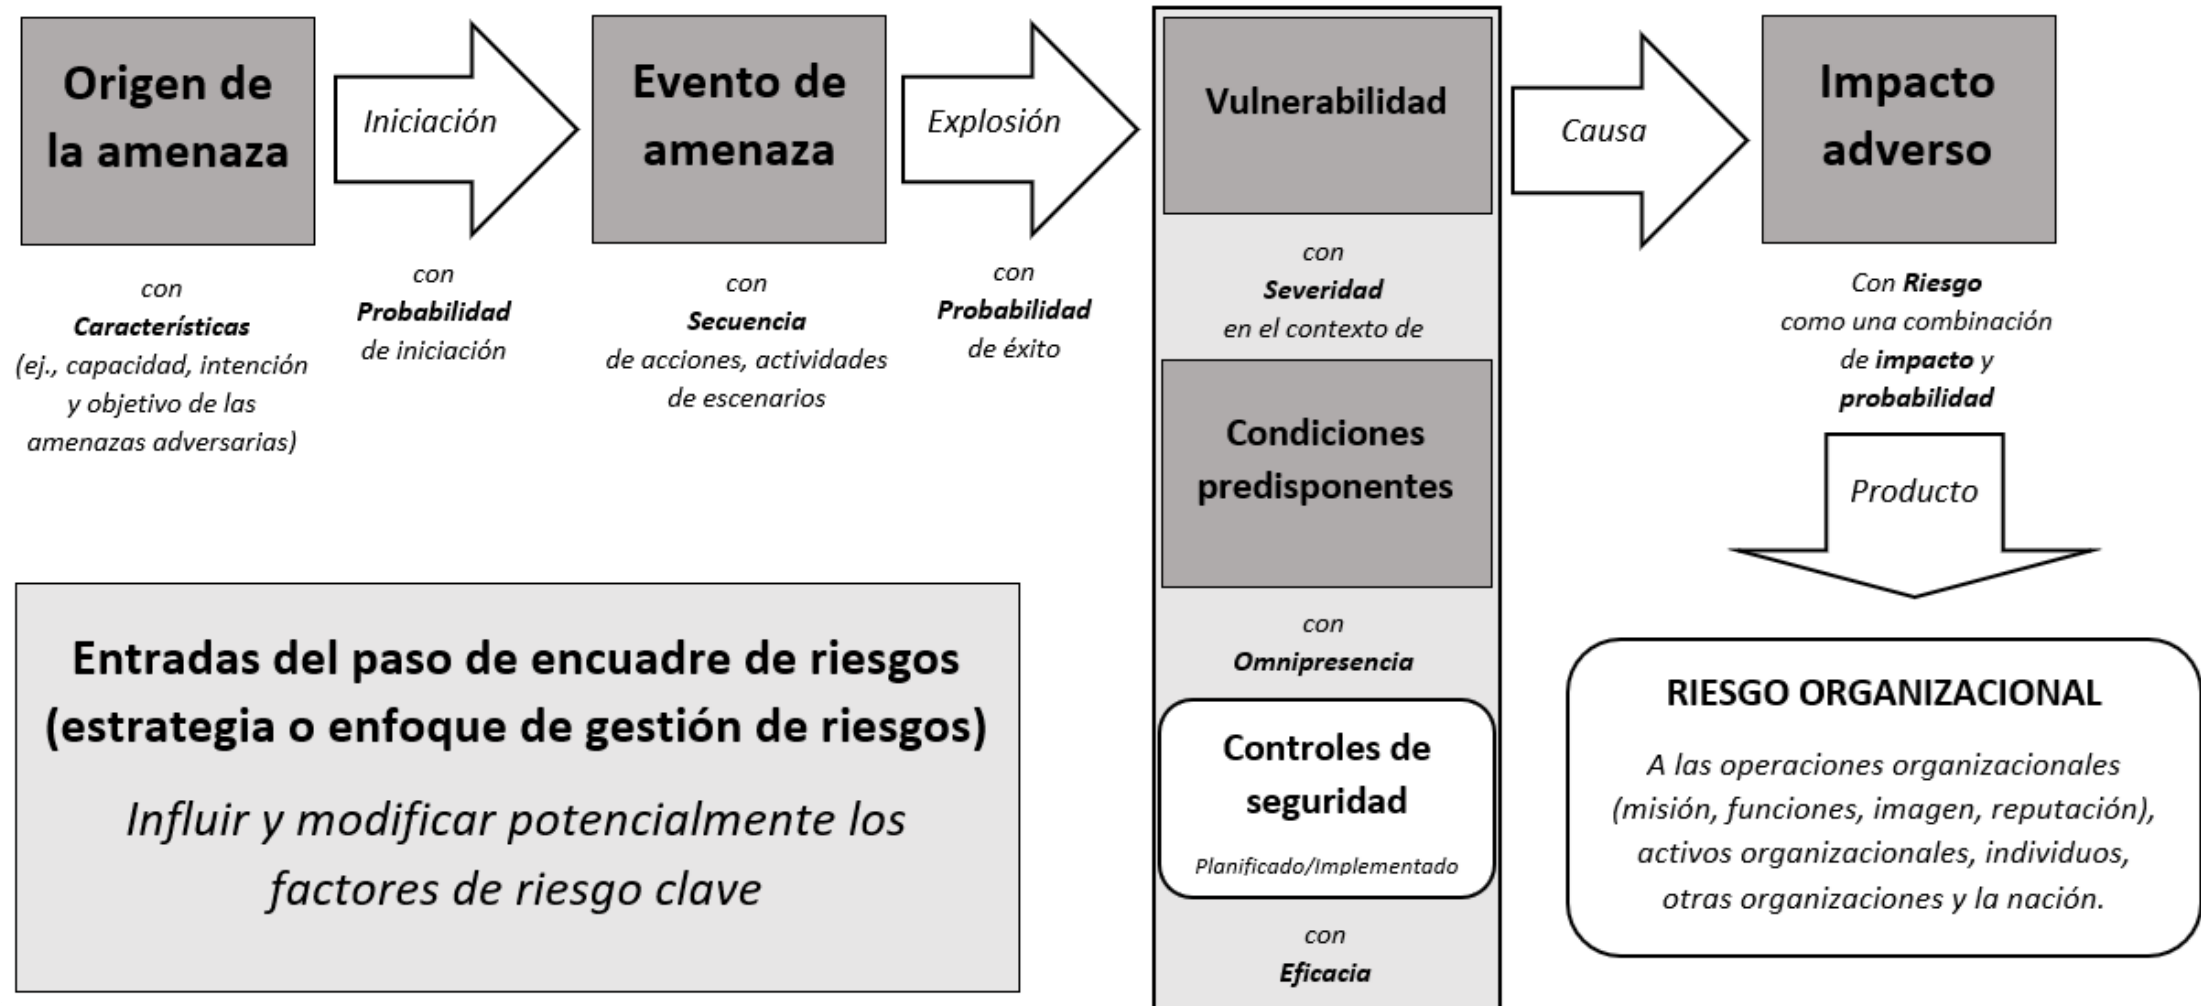 Origen de
la amenaza
con
Características
(ej., capacidad, intención
y objetivo de las
amenazas adversarias)
Iniciación
con
Probabilidad
de iniciación
Evento de
amenaza
con
Secuencia
de acciones, actividades
de escenarios
Explosión
con
Probabilidad
de éxito
Vulnerabilidad
con
Severidad
en el contexto de
Condiciones
predisponentes
con
Omnipresencia
Controles de
seguridad
Planificado/Implementado
con
Eficacia
Causa
Impacto
adverso
Con Riesgo
como una combinación
de impacto y
probabilidad
Producto
RIESGO ORGANIZACIONAL
A las operaciones organizacionales
(misión, funciones, imagen, reputación),
activos organizacionales, individuos,
otras organizaciones y la nación.
Entradas del paso de encuadre de riesgos
(estrategia o enfoque de gestión de riesgos)
Influir y modificar potencialmente los
factores de riesgo clave